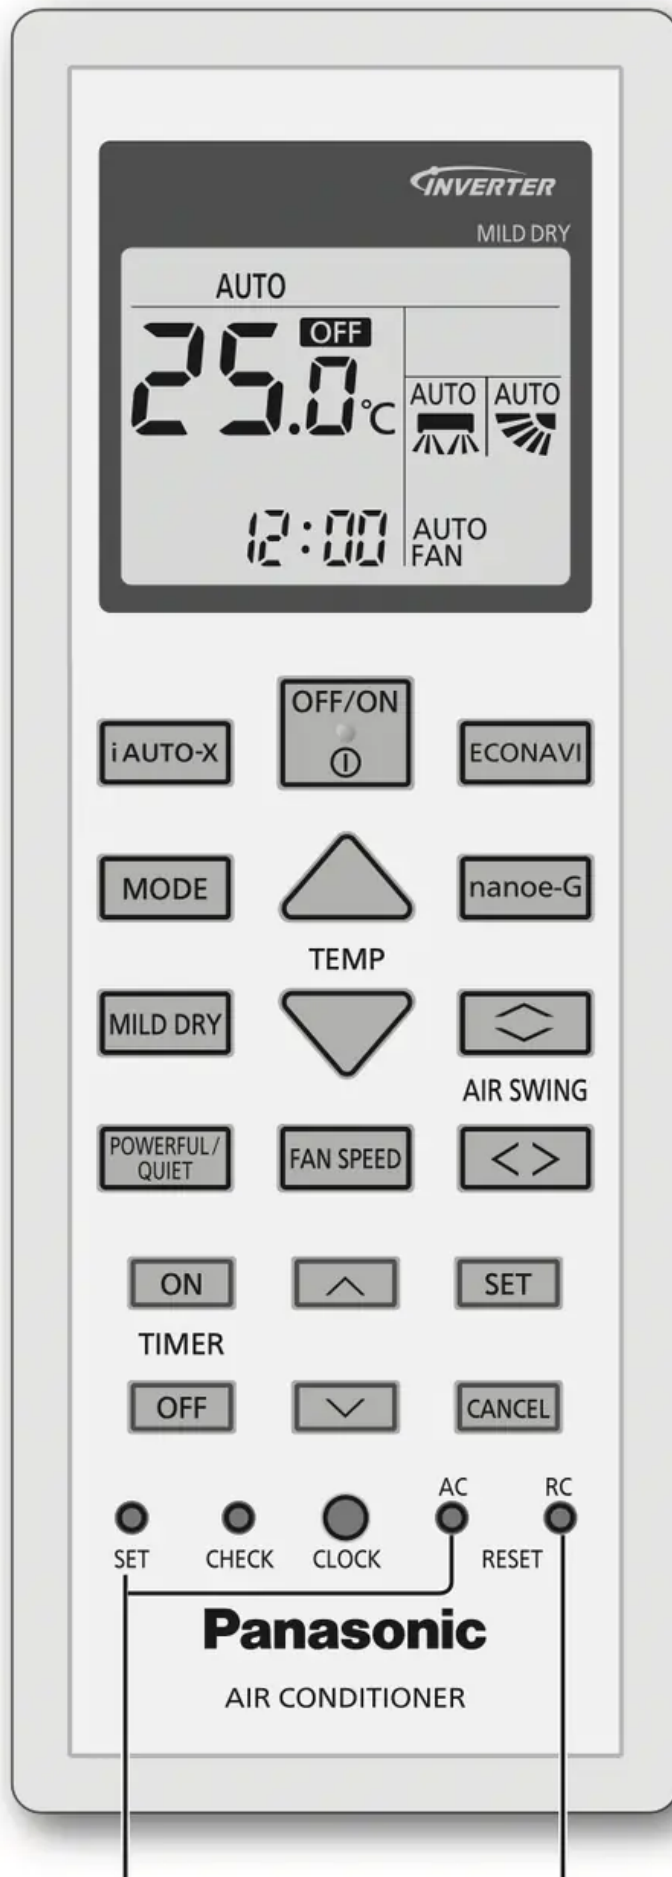 INVERTER
MILD DRY
AUTO
OFF
25.0°C
AUTO AUTO
12:00
AUTO
FAN
OFF/ON
i AUTO-X
ECONAVI
MODE
nanoe-G
TEMP
MILD DRY
AIR SWING
POWERFUL/
QUIET
FAN SPEED
ON
SET
TIMER
OFF
CANCEL
AC RC
SET CHECK CLOCK RESET
Panasonic
AIR CONDITIONER